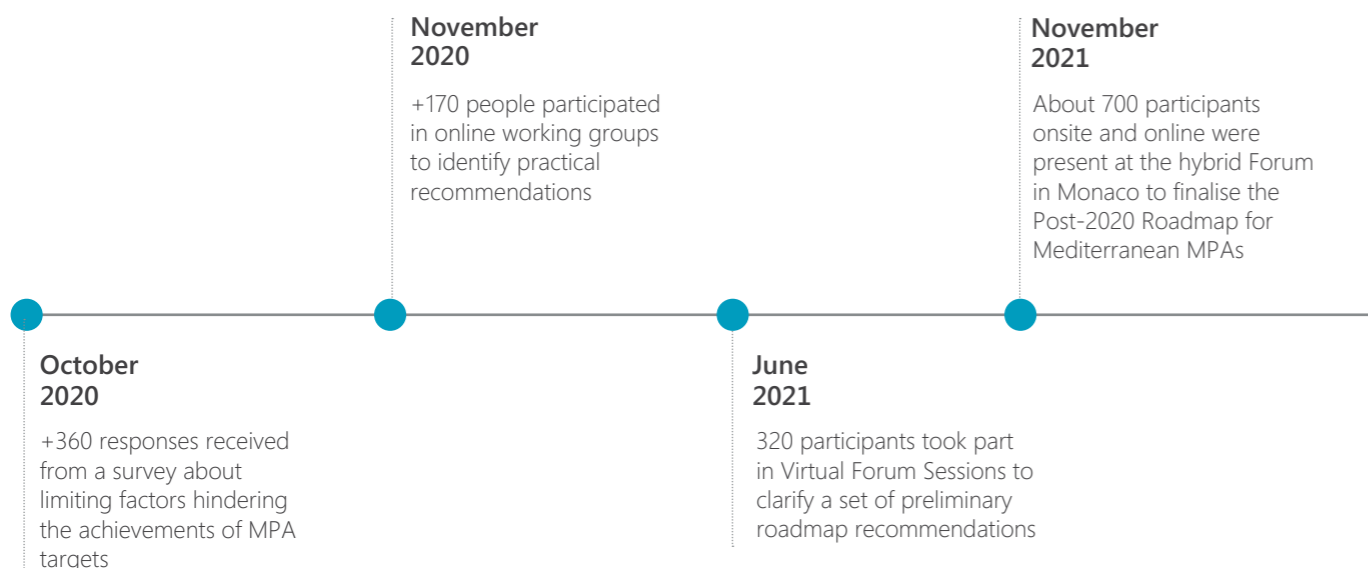 November
2020
+170 people participated
in online working groups
to identify practical
recommendations
November
2021
About 700 participants
onsite and online were
present at the hybrid Forum
in Monaco to finalise the
Post-2020 Roadmap for
Mediterranean MPAs
October
2020
+360 responses received
from a survey about
limiting factors hindering
the achievements of MPA
targets
June
2021
320 participants took part
in Virtual Forum Sessions to
clarify a set of preliminary
roadmap recommendations